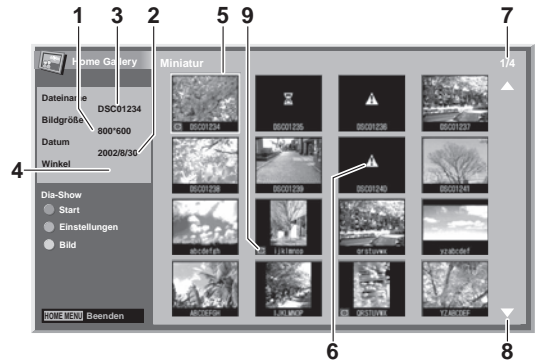 1 3 2 5 9 7
Home Gallery
Miniatur 1/4
Dateiname
DSC01234
Bildgröße
800*600
Datum
2002/8/30
Winkel
4
Dia-Show
Start
Einstellungen
Bild
HOME MENU Beenden
DSC01234 DSC01235 DSC01236 DSC01237
DSC01238 DSC01239 DSC01240 DSC01241
abcdefgh ijklmnoo qrstuvwx yzabcdef
ABCDEFGH IJKLMNOP QRSTUVWX YZABCDEF
6 8